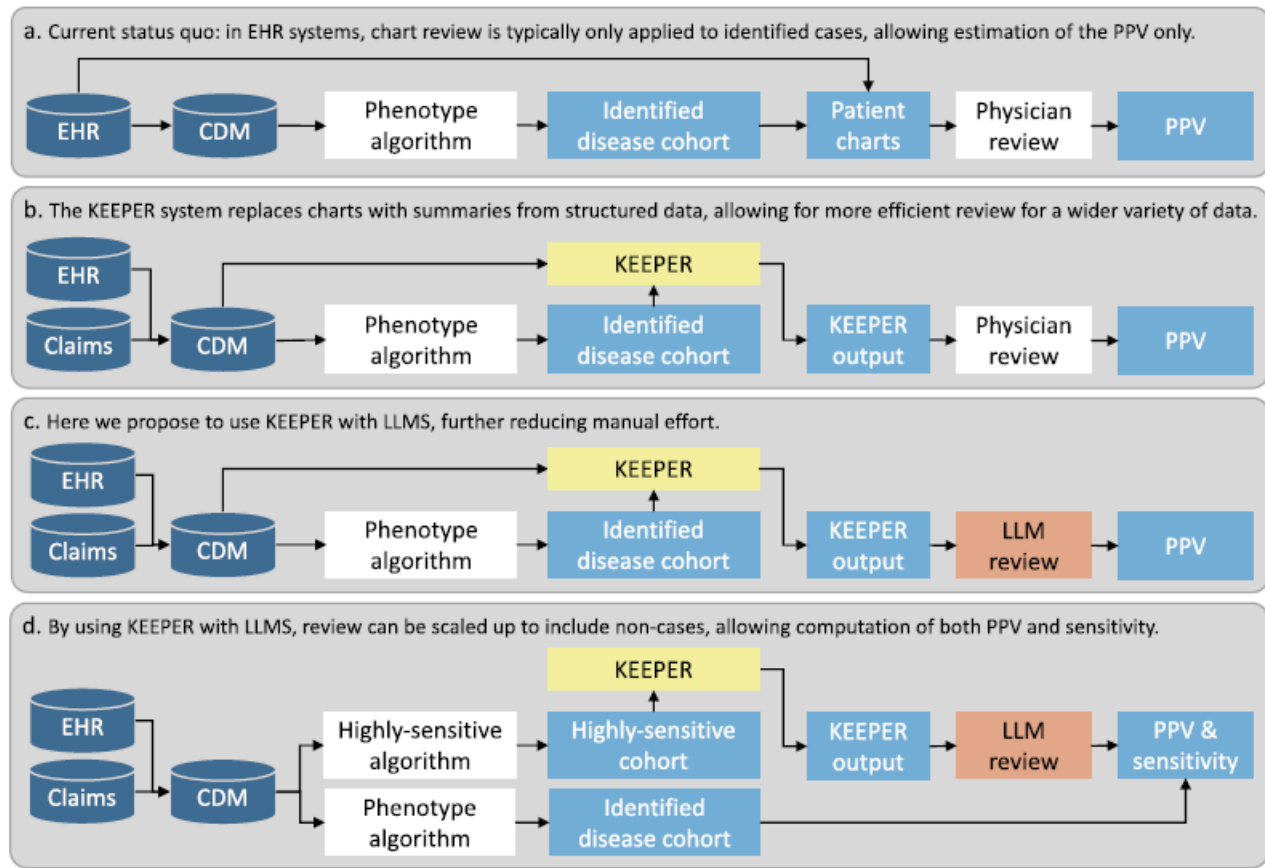 a. Current status quo: in EHR systems, chart review is typically only applied to identified cases, allowing estimation of the PPV only.
EHR
CDM
Phenotype
algorithm
Identified
disease cohort
Patient
charts
Physician
review
PPV
b. The KEEPER system replaces charts with summaries from structured data, allowing for more efficient review for a wider variety of data.
EHR
Claims
CDM
KEEPER
Phenotype
algorithm
Identified
disease cohort
KEEPER
output
Physician
review
PPV
c. Here we propose to use KEEPER with LLMS, further reducing manual effort.
EHR
Claims
CDM
KEEPER
Phenotype
algorithm
Identified
disease cohort
KEEPER
output
LLM
review
PPV
d. By using KEEPER with LLMS, review can be scaled up to include non-cases, allowing computation of both PPV and sensitivity.
EHR
Claims
CDM
KEEPER
Highly-sensitive
algorithm
Highly-sensitive
cohort
KEEPER
output
LLM
review
PPV &
sensitivity
Phenotype
algorithm
Identified
disease cohort